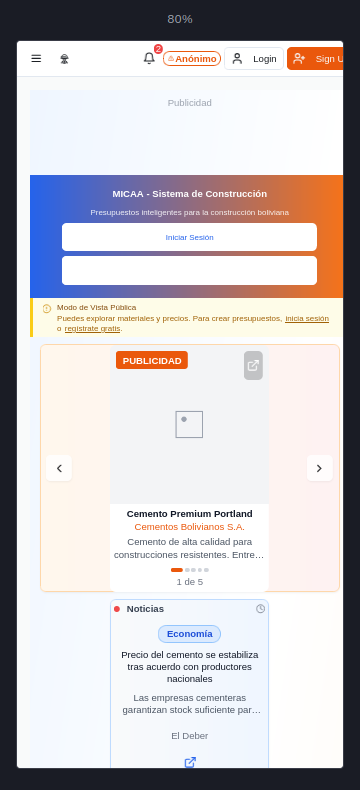 80%
2
Anónimo
Login
Sign U
Publicidad
MICAA - Sistema de Construcción
Presupuestos inteligentes para la construcción boliviana
Iniciar Sesión
Modo de Vista Pública
Puedes explorar materiales y precios. Para crear presupuestos, inicia sesión
o regístrate gratis.
PUBLICIDAD
Cemento Premium Portland
Cementos Bolivianos S.A.
Cemento de alta calidad para
construcciones resistentes. Entre...
1 de 5
Noticias
Economía
Precio del cemento se estabiliza
tras acuerdo con productores
nacionales
Las empresas cementeras
garantizan stock suficiente par...
El Deber